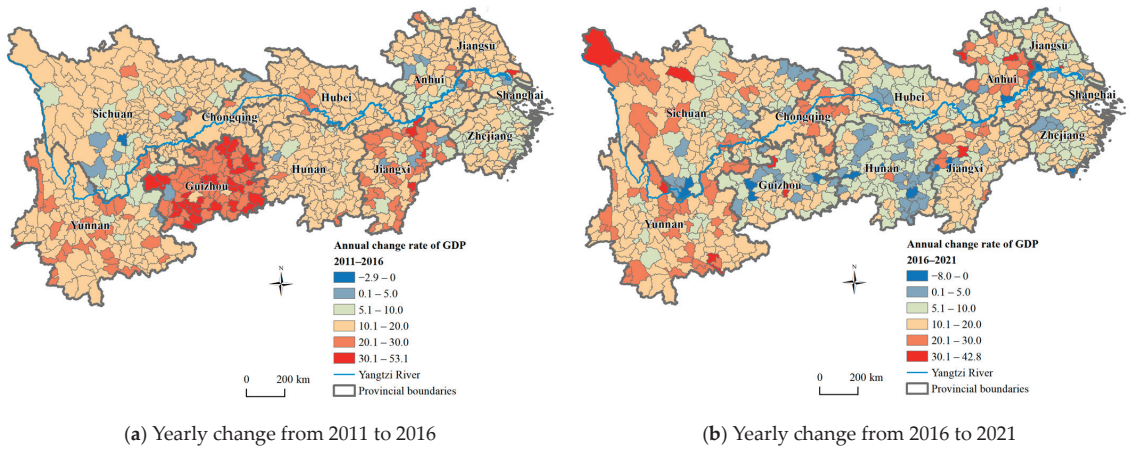 Jiangsu
Anhui
Shanghai
Hubei
Sichuan
Chongqing
Zhejiang
Jiangxi
Hunan
Guizhou
Yunnan
Annual change rate of GDP
2011–2016
−2.9 – 0
0.1 – 5.0
5.1 – 10.0
10.1 – 20.0
20.1 – 30.0
30.1 – 53.1
Yangtzi River
Provincial boundaries
N
0 200 km
(a) Yearly change from 2011 to 2016
Jiangsu
Anhui
Shanghai
Hubei
Sichuan
Chongqing
Zhejiang
Jiangxi
Hunan
Guizhou
Yunnan
Annual change rate of GDP
2016–2021
−8.0 – 0
0.1 – 5.0
5.1 – 10.0
10.1 – 20.0
20.1 – 30.0
30.1 – 42.8
Yangtzi River
Provincial boundaries
N
0 200 km
(b) Yearly change from 2016 to 2021